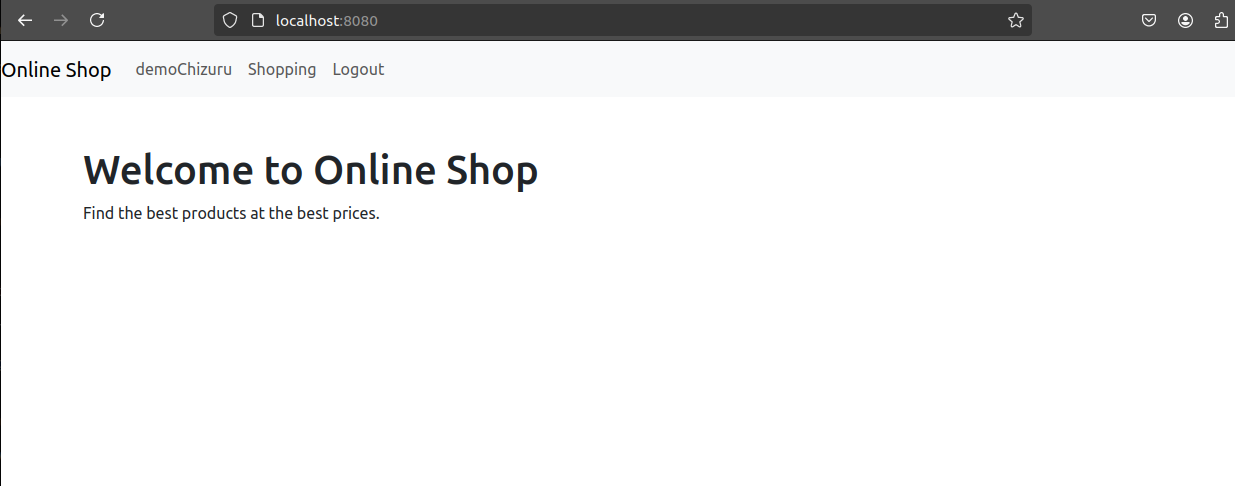 localhost:8080
Online Shop demoChizuru Shopping Logout
Welcome to Online Shop
Find the best products at the best prices.